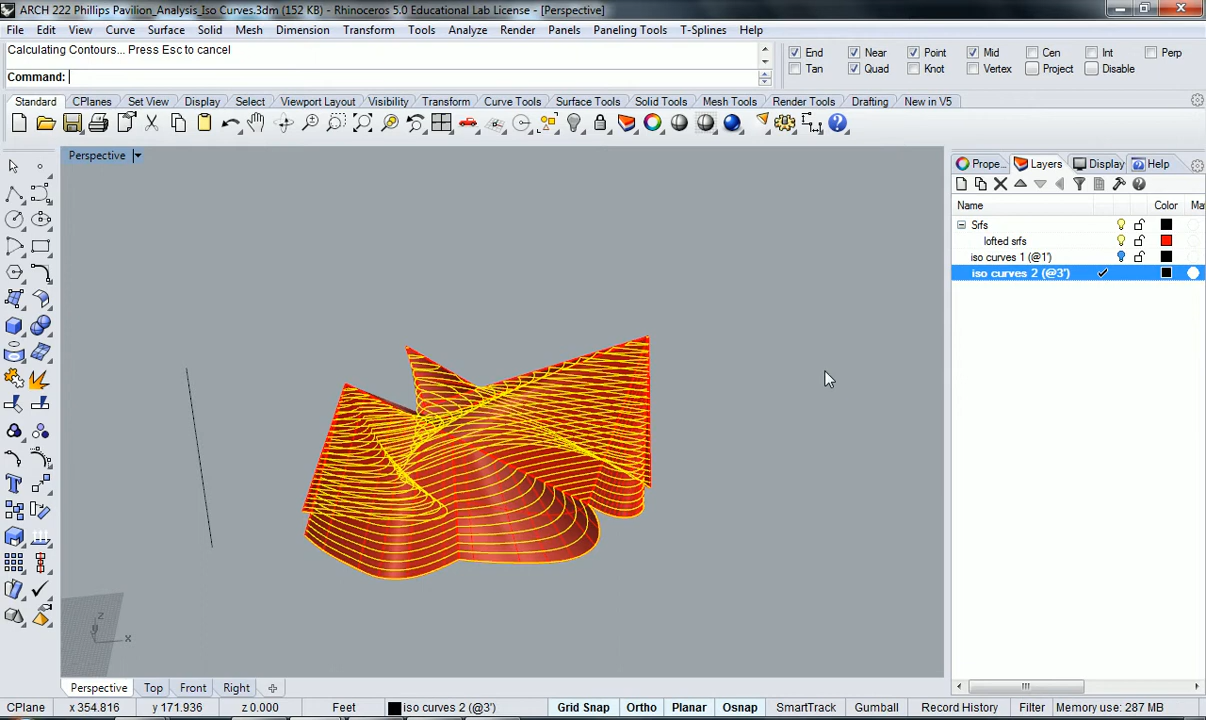 ARCH 222 Phillips Pavilion_Analysis_Iso Curves.3dm (152 KB) - Rhinoceros 5.0 Educational Lab License - [Perspective]
File Edit View Curve Surface Solid Mesh Dimension Transform Tools Analyze Render Panels Paneling Tools T-Splines Help
Calculating Contours... Press Esc to cancel
Command:
End Near Point Mid Cen Int Perp
Tan Quad Knot Vertex Project Disable
Standard CPlanes Set View Display Select Viewport Layout Visibility Transform Curve Tools Surface Tools Solid Tools Mesh Tools Render Tools Drafting New in V5
Perspective
Prope... Layers Display Help
Name Color Ma
Srfs
lofted srfs
iso curves 1 (@1')
iso curves 2 (@3')
z
y
x
Perspective Top Front Right
CPlane x 354.816 y 171.936 z 0.000 Feet iso curves 2 (@3') Grid Snap Ortho Planar Osnap SmartTrack Gumball Record History Filter Memory use: 287 MB